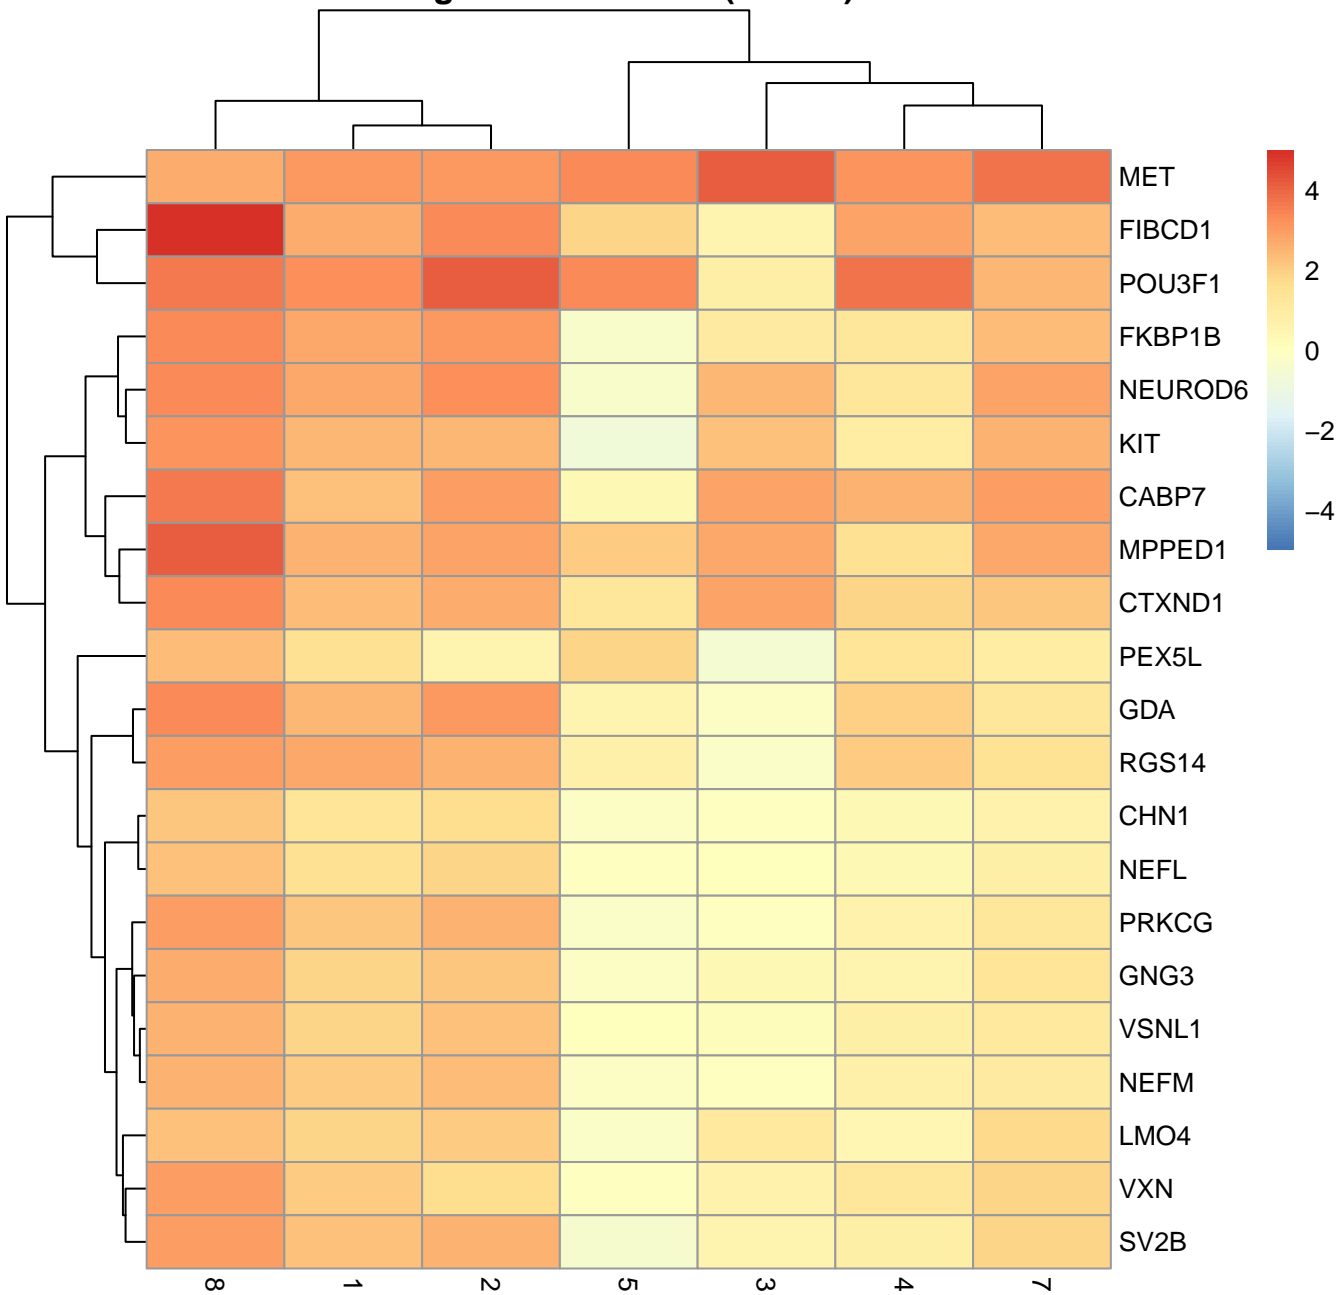 MET
FIBCD1
POU3F1
FKBP1B
NEUROD6
KIT
CABP7
MPPED1
CTXND1
PEX5L
GDA
RGS14
CHN1
NEFL
PRKCG
GNG3
VSNL1
NEFM
LMO4
VXN
SV2B
4
2
0
−2
−4
8 1 2 5 3 4 7